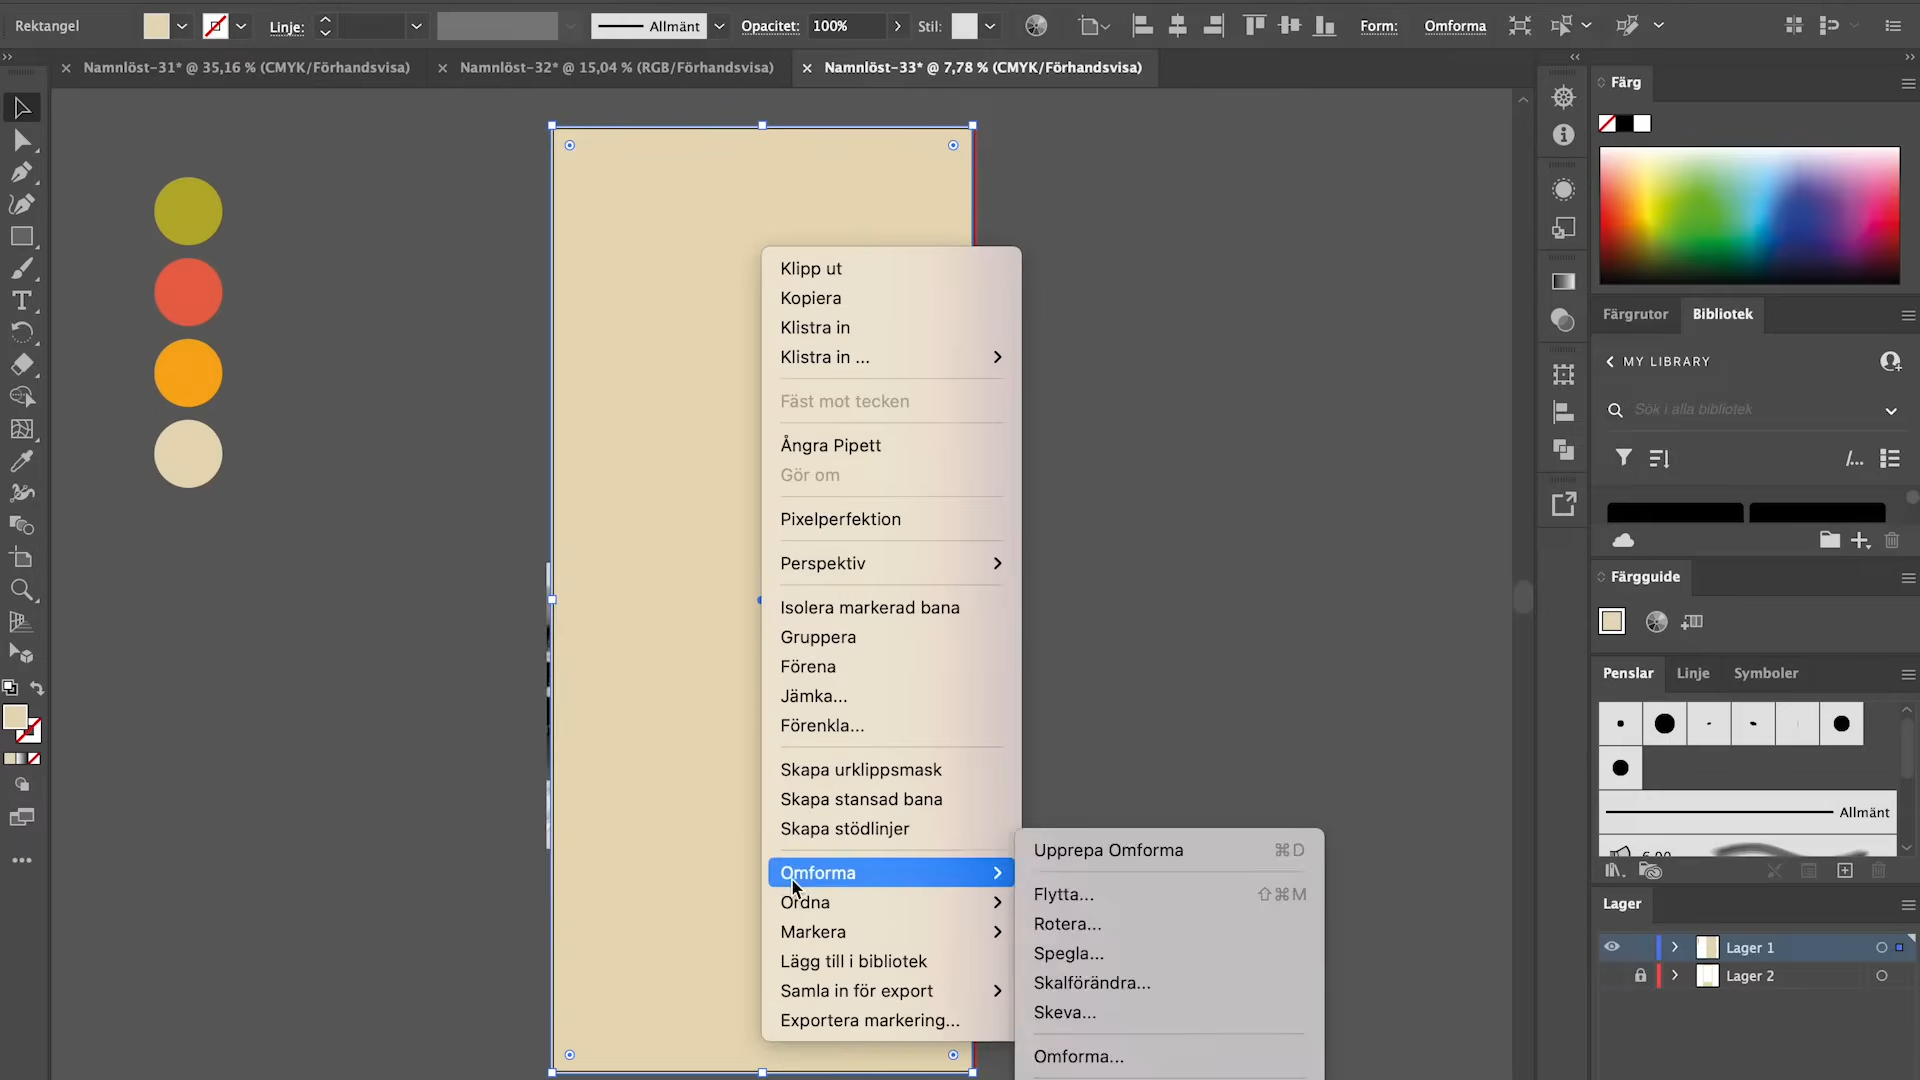 Rektangel
Linje:
Allmänt
Opacitet:
100%
Stil:
Form:
Omforma
Namnlöst-31* @ 35,16 % (CMYK/Förhandsvisa)
Namnlöst-32* @ 15,04 % (RGB/Förhandsvisa)
Namnlöst-33* @ 7,78 % (CMYK/Förhandsvisa)
Klipp ut
Kopiera
Klistra in
Klistra in ...
Fäst mot tecken
Ångra Pipett
Gör om
Pixelperfektion
Perspektiv
Isolera markerad bana
Gruppera
Förena
Jämka...
Förenkla...
Skapa urklippsmask
Skapa stansad bana
Skapa stödlinjer
Omforma
Ordna
Markera
Lägg till i bibliotek
Samla in för export
Exportera markering...
Upprepa Omforma ⌘D
Flytta... ⇧⌘M
Rotera...
Spegla...
Skalförändra...
Skeva...
Omforma...
Färg
Färgrutor
Bibliotek
MY LIBRARY
Sök i alla bibliotek
Färgguide
Penslar
Linje
Symboler
Allmänt
Lager
Lager 1
Lager 2